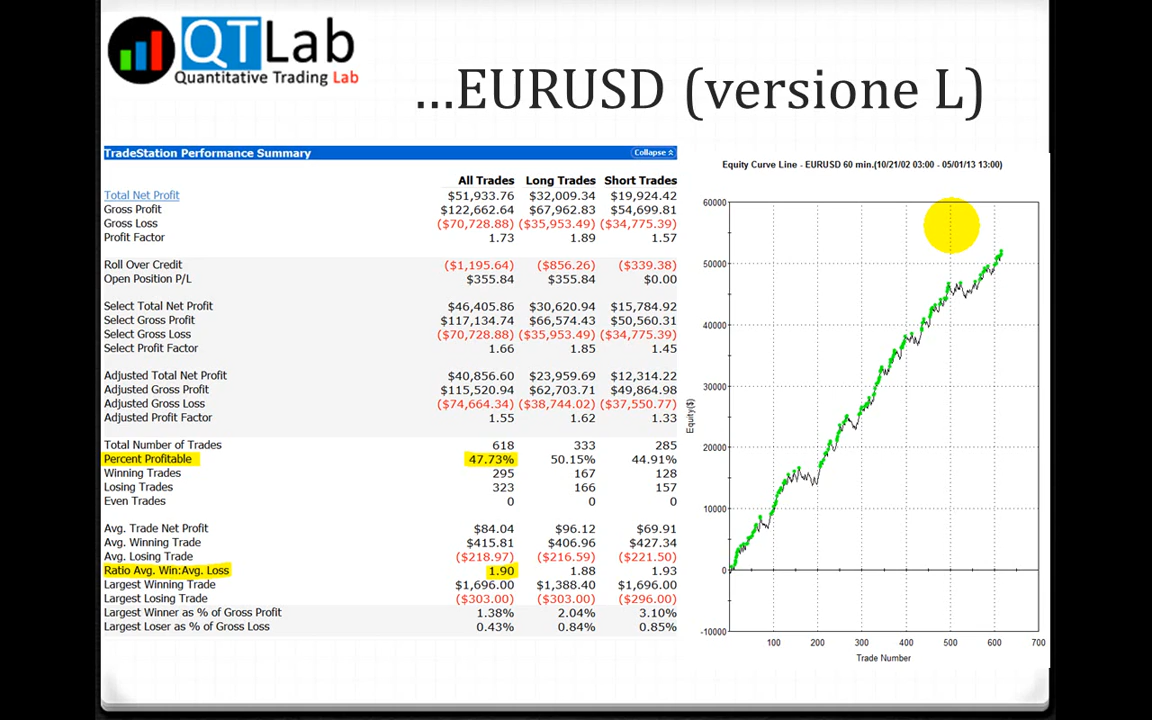 QTLab
Quantitative Trading Lab
...EURUSD (versione L)
TradeStation Performance Summary Collapse
All Trades Long Trades Short Trades
Total Net Profit $51,933.76 $32,009.34 $19,924.42
Gross Profit $122,662.64 $67,962.83 $54,699.81
Gross Loss ($70,728.88) ($35,953.49) ($34,775.39)
Profit Factor 1.73 1.89 1.57
Roll Over Credit ($1,195.64) ($856.26) ($339.38)
Open Position P/L $355.84 $355.84 $0.00
Select Total Net Profit $46,405.86 $30,620.94 $15,784.92
Select Gross Profit $117,134.74 $66,574.43 $50,560.31
Select Gross Loss ($70,728.88) ($35,953.49) ($34,775.39)
Select Profit Factor 1.66 1.85 1.45
Adjusted Total Net Profit $40,856.60 $23,959.69 $12,314.22
Adjusted Gross Profit $115,520.94 $62,703.71 $49,864.98
Adjusted Gross Loss ($74,664.34) ($38,744.02) ($37,550.77)
Adjusted Profit Factor 1.55 1.62 1.33
Total Number of Trades 618 333 285
Percent Profitable 47.73% 50.15% 44.91%
Winning Trades 295 167 128
Losing Trades 323 166 157
Even Trades 0 0 0
Avg. Trade Net Profit $84.04 $96.12 $69.91
Avg. Winning Trade $415.81 $406.96 $427.34
Avg. Losing Trade ($218.97) ($216.59) ($221.50)
Ratio Avg. Win:Avg. Loss 1.90 1.88 1.93
Largest Winning Trade $1,696.00 $1,388.40 $1,696.00
Largest Losing Trade ($303.00) ($303.00) ($296.00)
Largest Winner as % of Gross Profit 1.38% 2.04% 3.10%
Largest Loser as % of Gross Loss 0.43% 0.84% 0.85%
Equity Curve Line - EURUSD 60 min.(10/21/02 03:00 - 05/01/13 13:00)
60000
50000
40000
30000
20000
10000
0
-10000
Equity($)
100 200 300 400 500 600 700
Trade Number